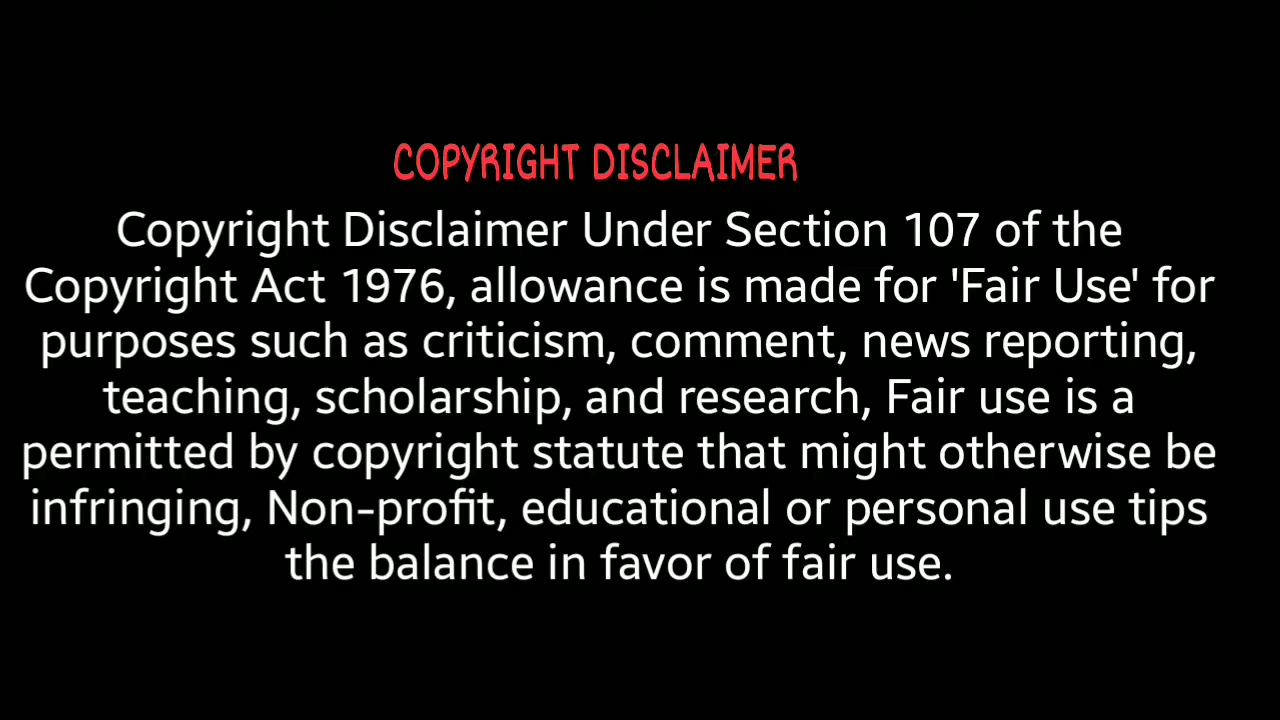 COPYRIGHT DISCLAIMER
Copyright Disclaimer Under Section 107 of the
Copyright Act 1976, allowance is made for 'Fair Use' for
purposes such as criticism, comment, news reporting,
teaching, scholarship, and research, Fair use is a
permitted by copyright statute that might otherwise be
infringing, Non-profit, educational or personal use tips
the balance in favor of fair use.